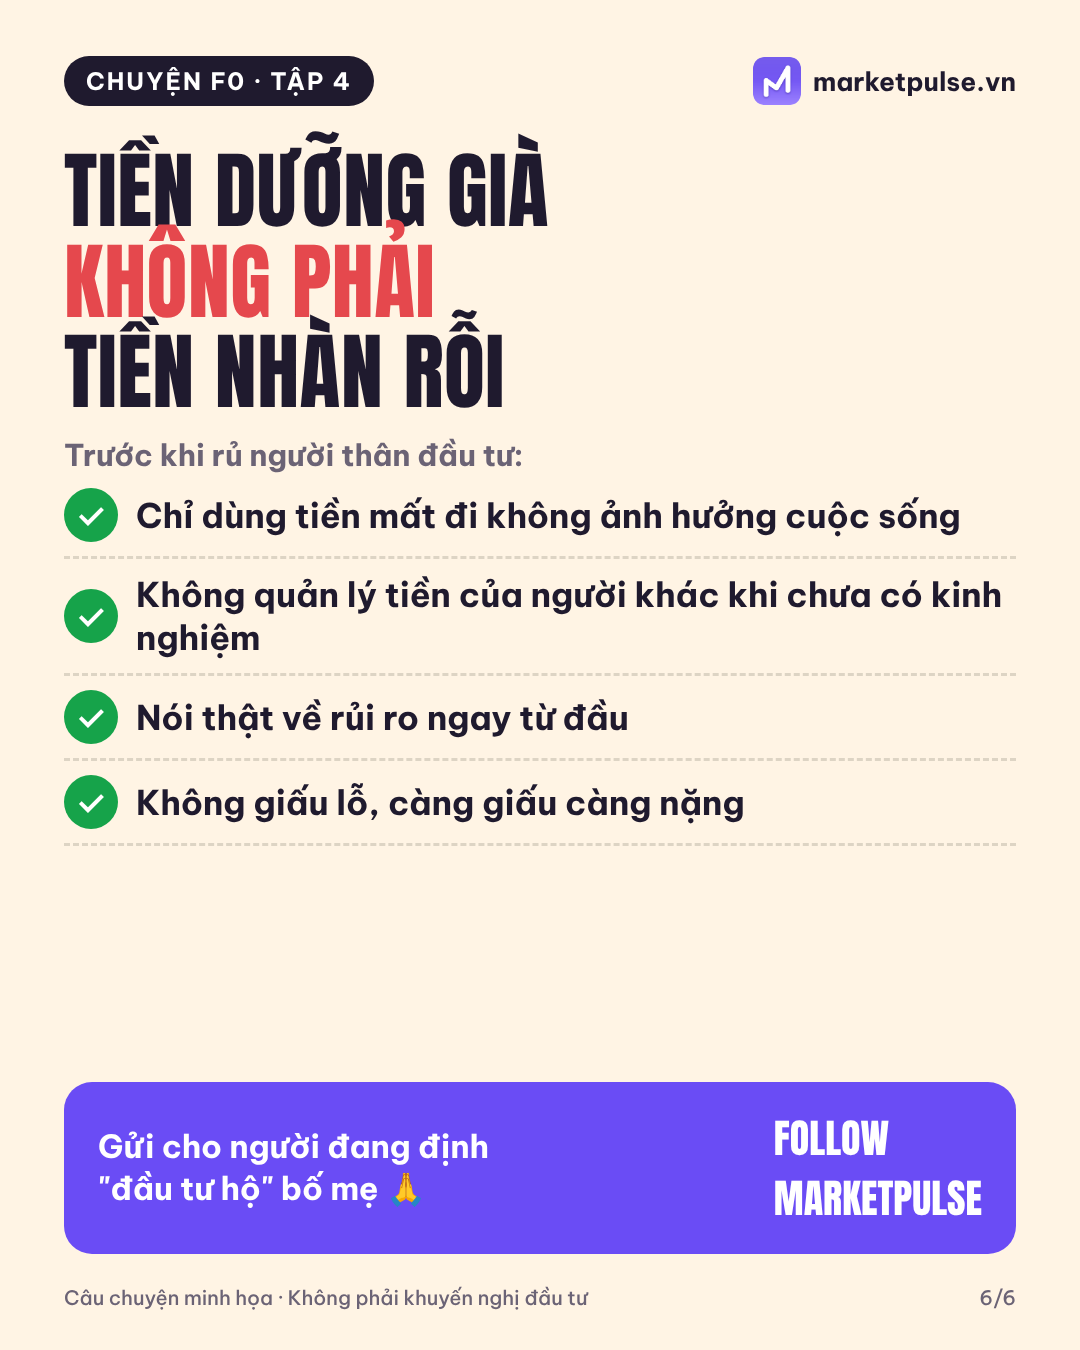 CHUYỆN F0 · TẬP 4
marketpulse.vn
TIỀN DƯỠNG GIÀ
KHÔNG PHẢI
TIỀN NHÀN RỖI
Trước khi rủ người thân đầu tư:
Chỉ dùng tiền mất đi không ảnh hưởng cuộc sống
Không quản lý tiền của người khác khi chưa có kinh
nghiệm
Nói thật về rủi ro ngay từ đầu
Không giấu lỗ, càng giấu càng nặng
Gửi cho người đang định
"đầu tư hộ" bố mẹ 🙏
FOLLOW
MARKETPULSE
Câu chuyện minh họa · Không phải khuyến nghị đầu tư
6/6